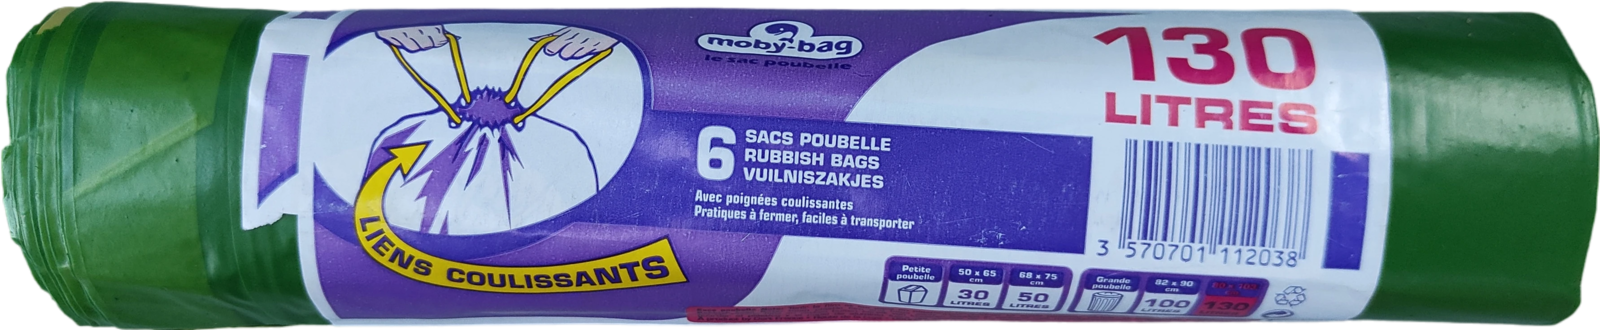 moby-bag
le sac poubelle
130
LITRES
6
SACS POUBELLE
RUBBISH BAGS
VUILNISZAKJES
Avec poignées coulissantes
Pratiques à fermer, faciles à transporter
LIENS COULISSANTS
3 570701 112038
Petite
poubelle
50 x 65
cm
30
LITRES
68 x 75
cm
50
LITRES
Grande
poubelle
82 x 90
cm
100
LITRES
130